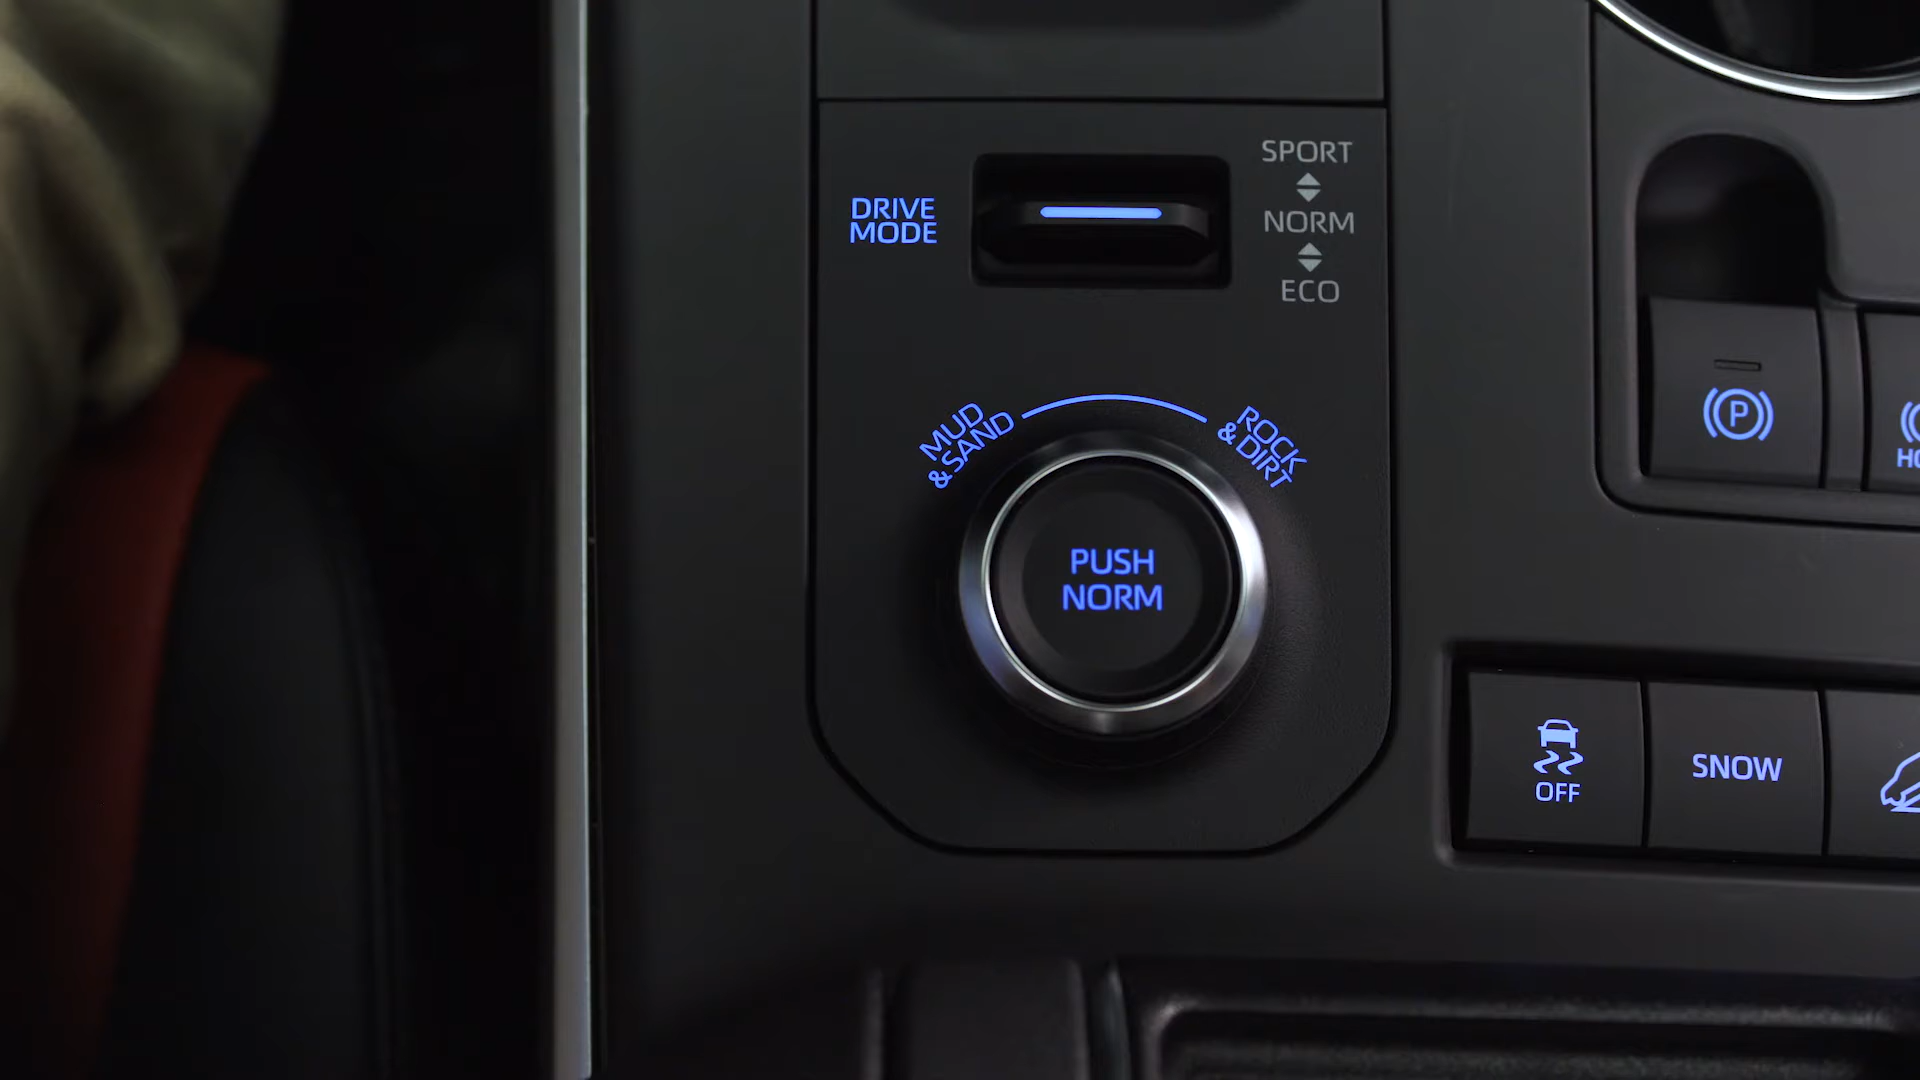 SPORT
NORM
ECO
DRIVE
MODE
MUD
& SAND
ROCK
& DIRT
PUSH
NORM
P
OFF
SNOW